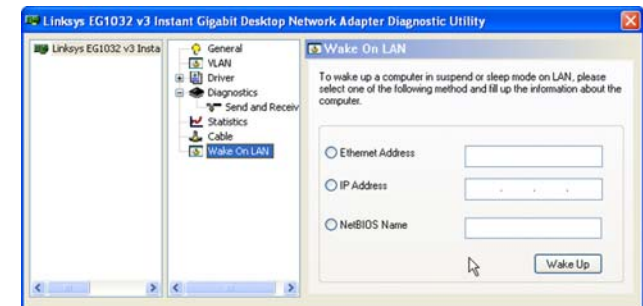 Linksys EG1032 v3 Instant Gigabit Desktop Network Adapter Diagnostic Utility
Linksys EG1032 v3 Insta
General
VLAN
Driver
Diagnostics
Send and Receiv
Statistics
Cable
Wake On LAN
Wake On LAN
To wake up a computer in suspend or sleep mode on LAN, please
select one of the following method and fill up the information about the
computer.
Ethernet Address
IP Address
NetBIOS Name
Wake Up